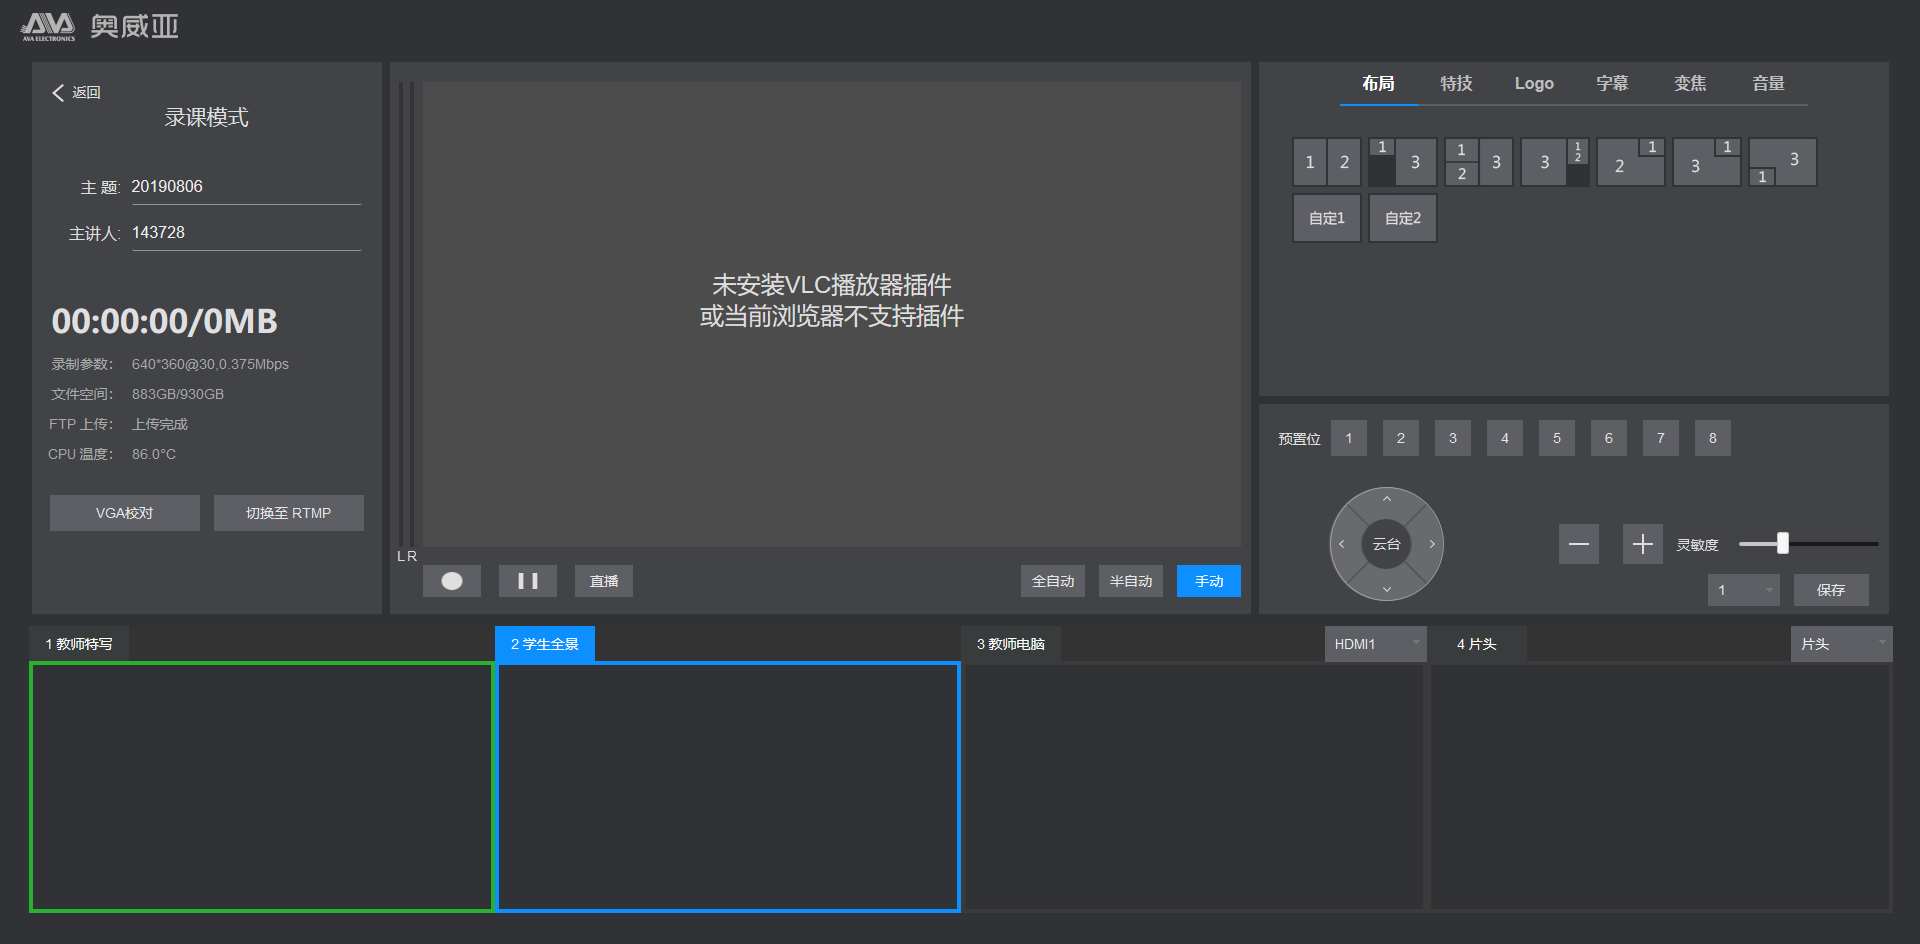 AVA ELECTRONICS 奥威亚
返回
录课模式
主 题: 20190806
主讲人: 143728
00:00:00/0MB
录制参数: 640*360@30,0.375Mbps
文件空间: 883GB/930GB
FTP 上传: 上传完成
CPU 温度: 86.0°C
VGA校对 切换至 RTMP
未安装VLC播放器插件
或当前浏览器不支持插件
L R
直播 全自动 半自动 手动
布局 特技 Logo 字幕 变焦 音量
1 2 1 3 1 2 3 3 1 2 2 1 3 1 3 1
自定1 自定2
预置位 1 2 3 4 5 6 7 8
云台 灵敏度
1 保存
1 教师特写 2 学生全景 3 教师电脑 HDMI1 4 片头 片头